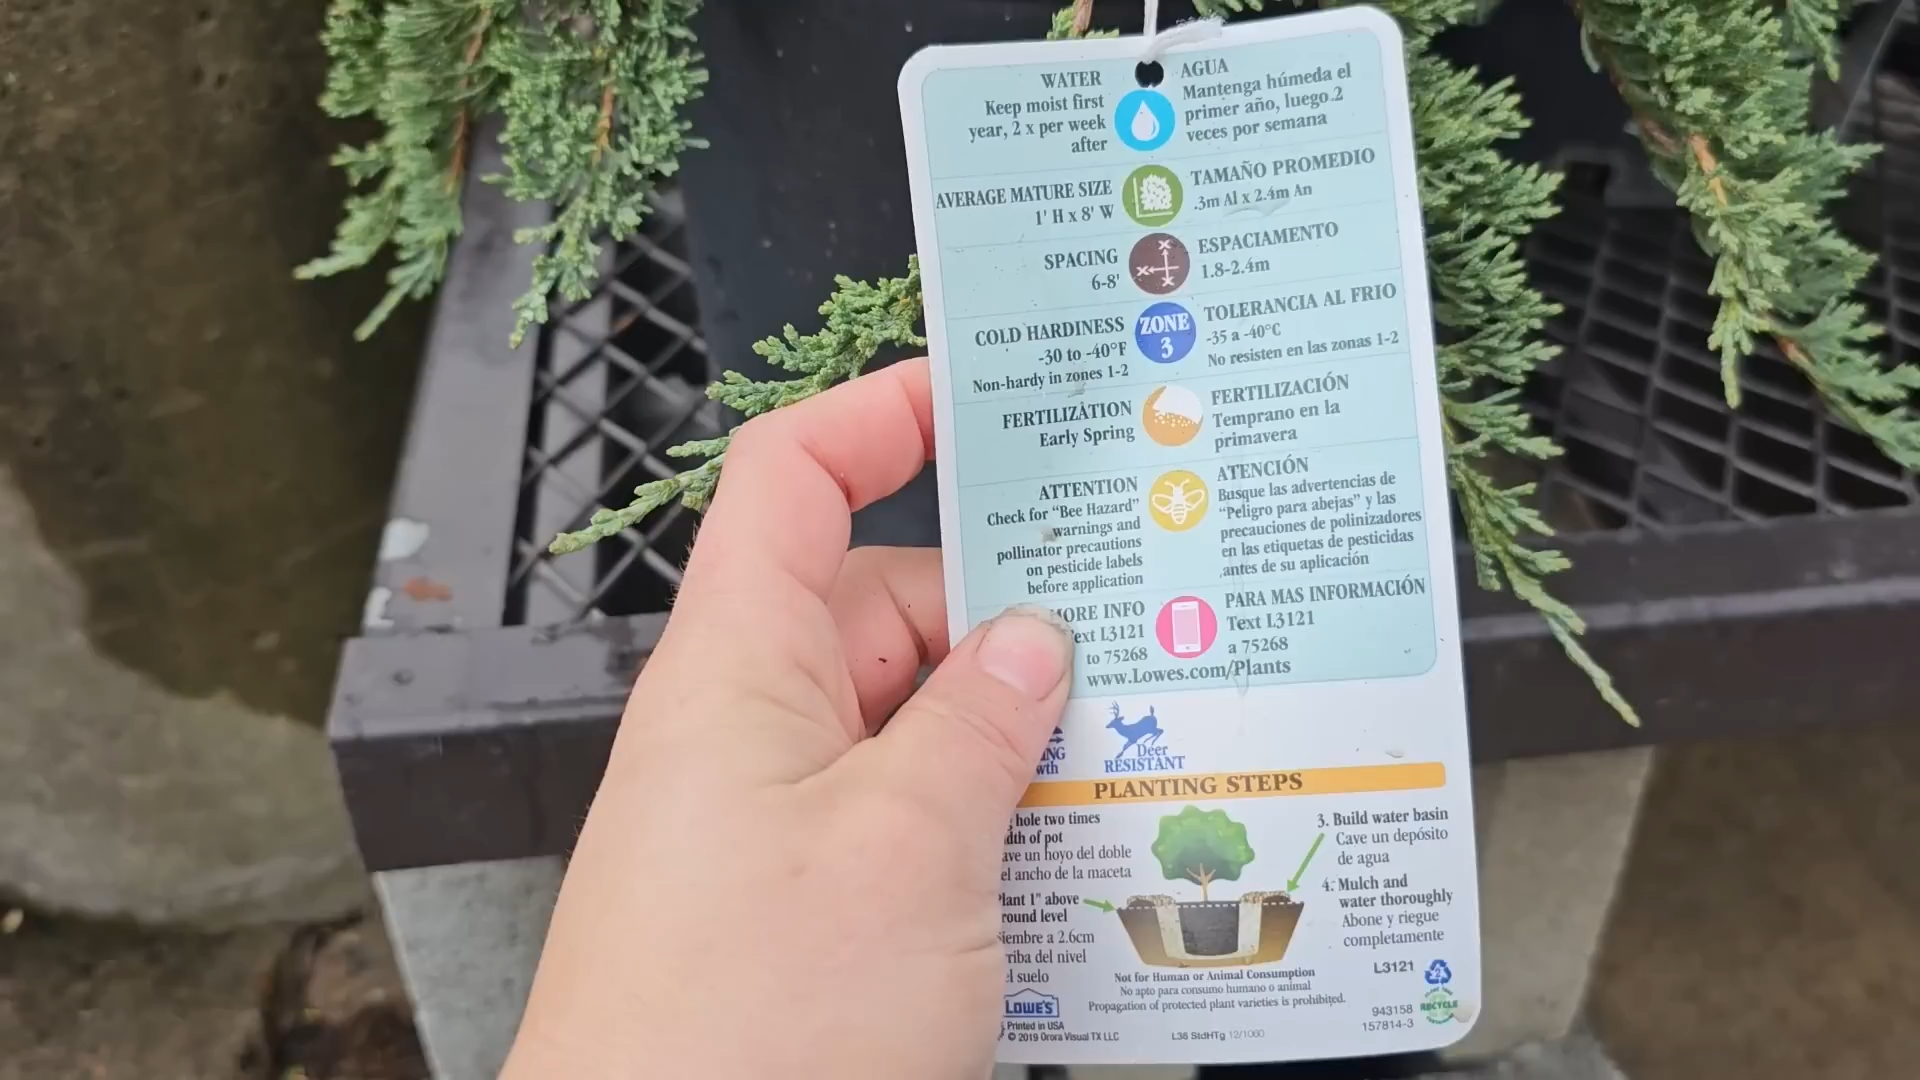 WATER
Keep moist first
year, 2 x per week
after
AGUA
Mantenga húmeda el
primer año, luego 2
veces por semana
AVERAGE MATURE SIZE
1' H x 8' W
TAMAÑO PROMEDIO
.3m Al x 2.4m An
SPACING
6-8'
ESPACIAMENTO
1.8-2.4m
COLD HARDINESS
-30 to -40°F
Non-hardy in zones 1-2
ZONE
3
TOLERANCIA AL FRIO
-35 a -40°C
No resisten en las zonas 1-2
FERTILIZATION
Early Spring
FERTILIZACIÓN
Temprano en la
primavera
ATTENTION
Check for "Bee Hazard"
warnings and
pollinator precautions
on pesticide labels
before application
ATENCIÓN
Busque las advertencias de
"Peligro para abejas" y las
precauciones de polinizadores
en las etiquetas de pesticidas
antes de su aplicación
MORE INFO
Text L3121
to 75268
PARA MAS INFORMACIÓN
Text L3121
a 75268
www.Lowes.com/Plants
Deer
RESISTANT
PLANTING STEPS
hole two times
of pot
un hoyo del doble
el ancho de la maceta
Plant 1" above
level
a 2.6cm
del nivel
suelo
3. Build water basin
Cave un depósito
de agua
4. Mulch and
water thoroughly
Abone y riegue
completamente
Not for Human or Animal Consumption
No apto para consumo humano o animal
Propagation of protected plant varieties is prohibited.
L3121
LOWE'S
Printed in USA
© 2019 Orora Visual TX LLC
L36 StdHTg 12/1060
943158
157814-3
RECYCLE